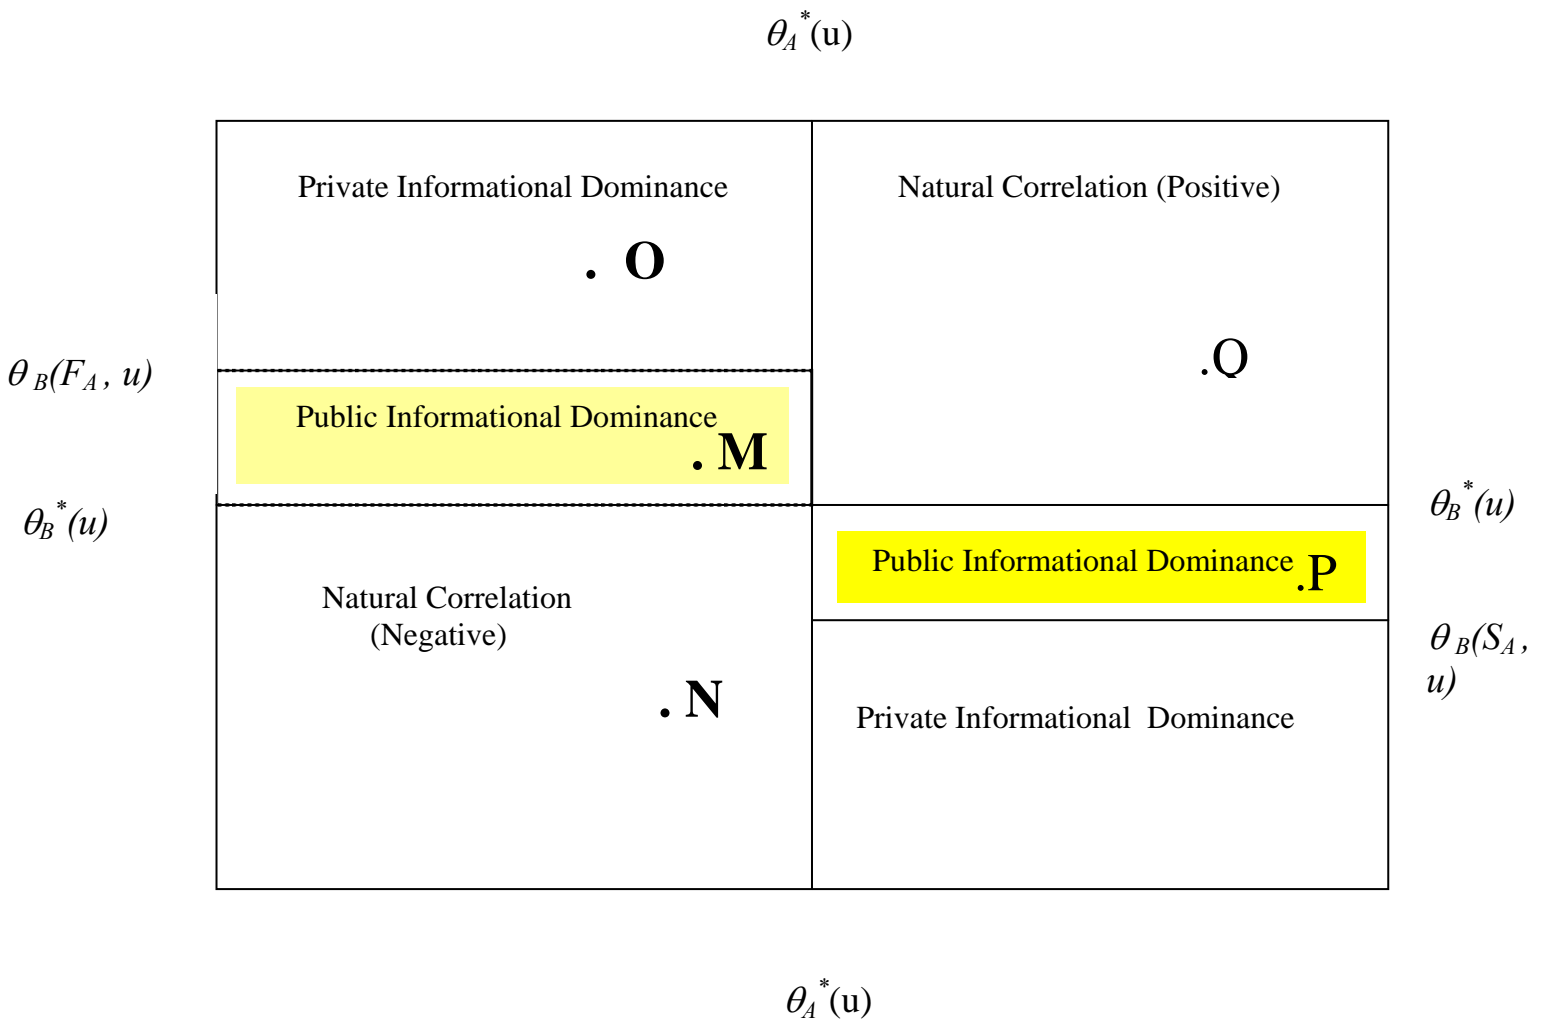 θA*(u)
Private Informational Dominance
Natural Correlation (Positive)
. O
.Q
θB(FA, u)
Public Informational Dominance
. M
θB*(u)
θB*(u)
Public Informational Dominance
.P
Natural Correlation
(Negative)
θB(SA,
u)
. N
Private Informational Dominance
θA*(u)